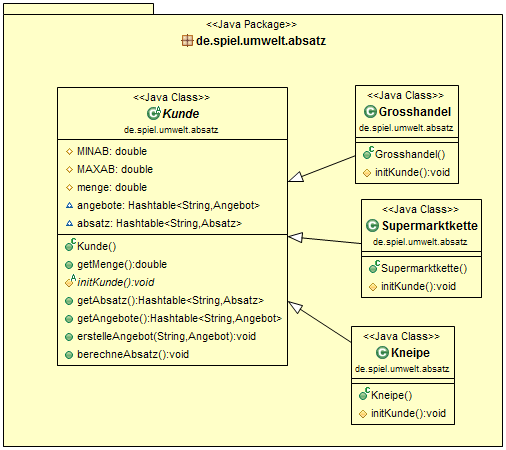 <<Java Package>>
de.spiel.umwelt.absatz
<<Java Class>>
Kunde
de.spiel.umwelt.absatz
MINAB: double
MAXAB: double
menge: double
angebote: Hashtable<String,Angebot>
absatz: Hashtable<String,Absatz>
Kunde()
getMenge():double
initKunde():void
getAbsatz():Hashtable<String,Absatz>
getAngebote():Hashtable<String,Angebot>
erstelleAngebot(String,Angebot):void
berechneAbsatz():void
<<Java Class>>
Grosshandel
de.spiel.umwelt.absatz
Grosshandel()
initKunde():void
<<Java Class>>
Supermarktkette
de.spiel.umwelt.absatz
Supermarktkette()
initKunde():void
<<Java Class>>
Kneipe
de.spiel.umwelt.absatz
Kneipe()
initKunde():void